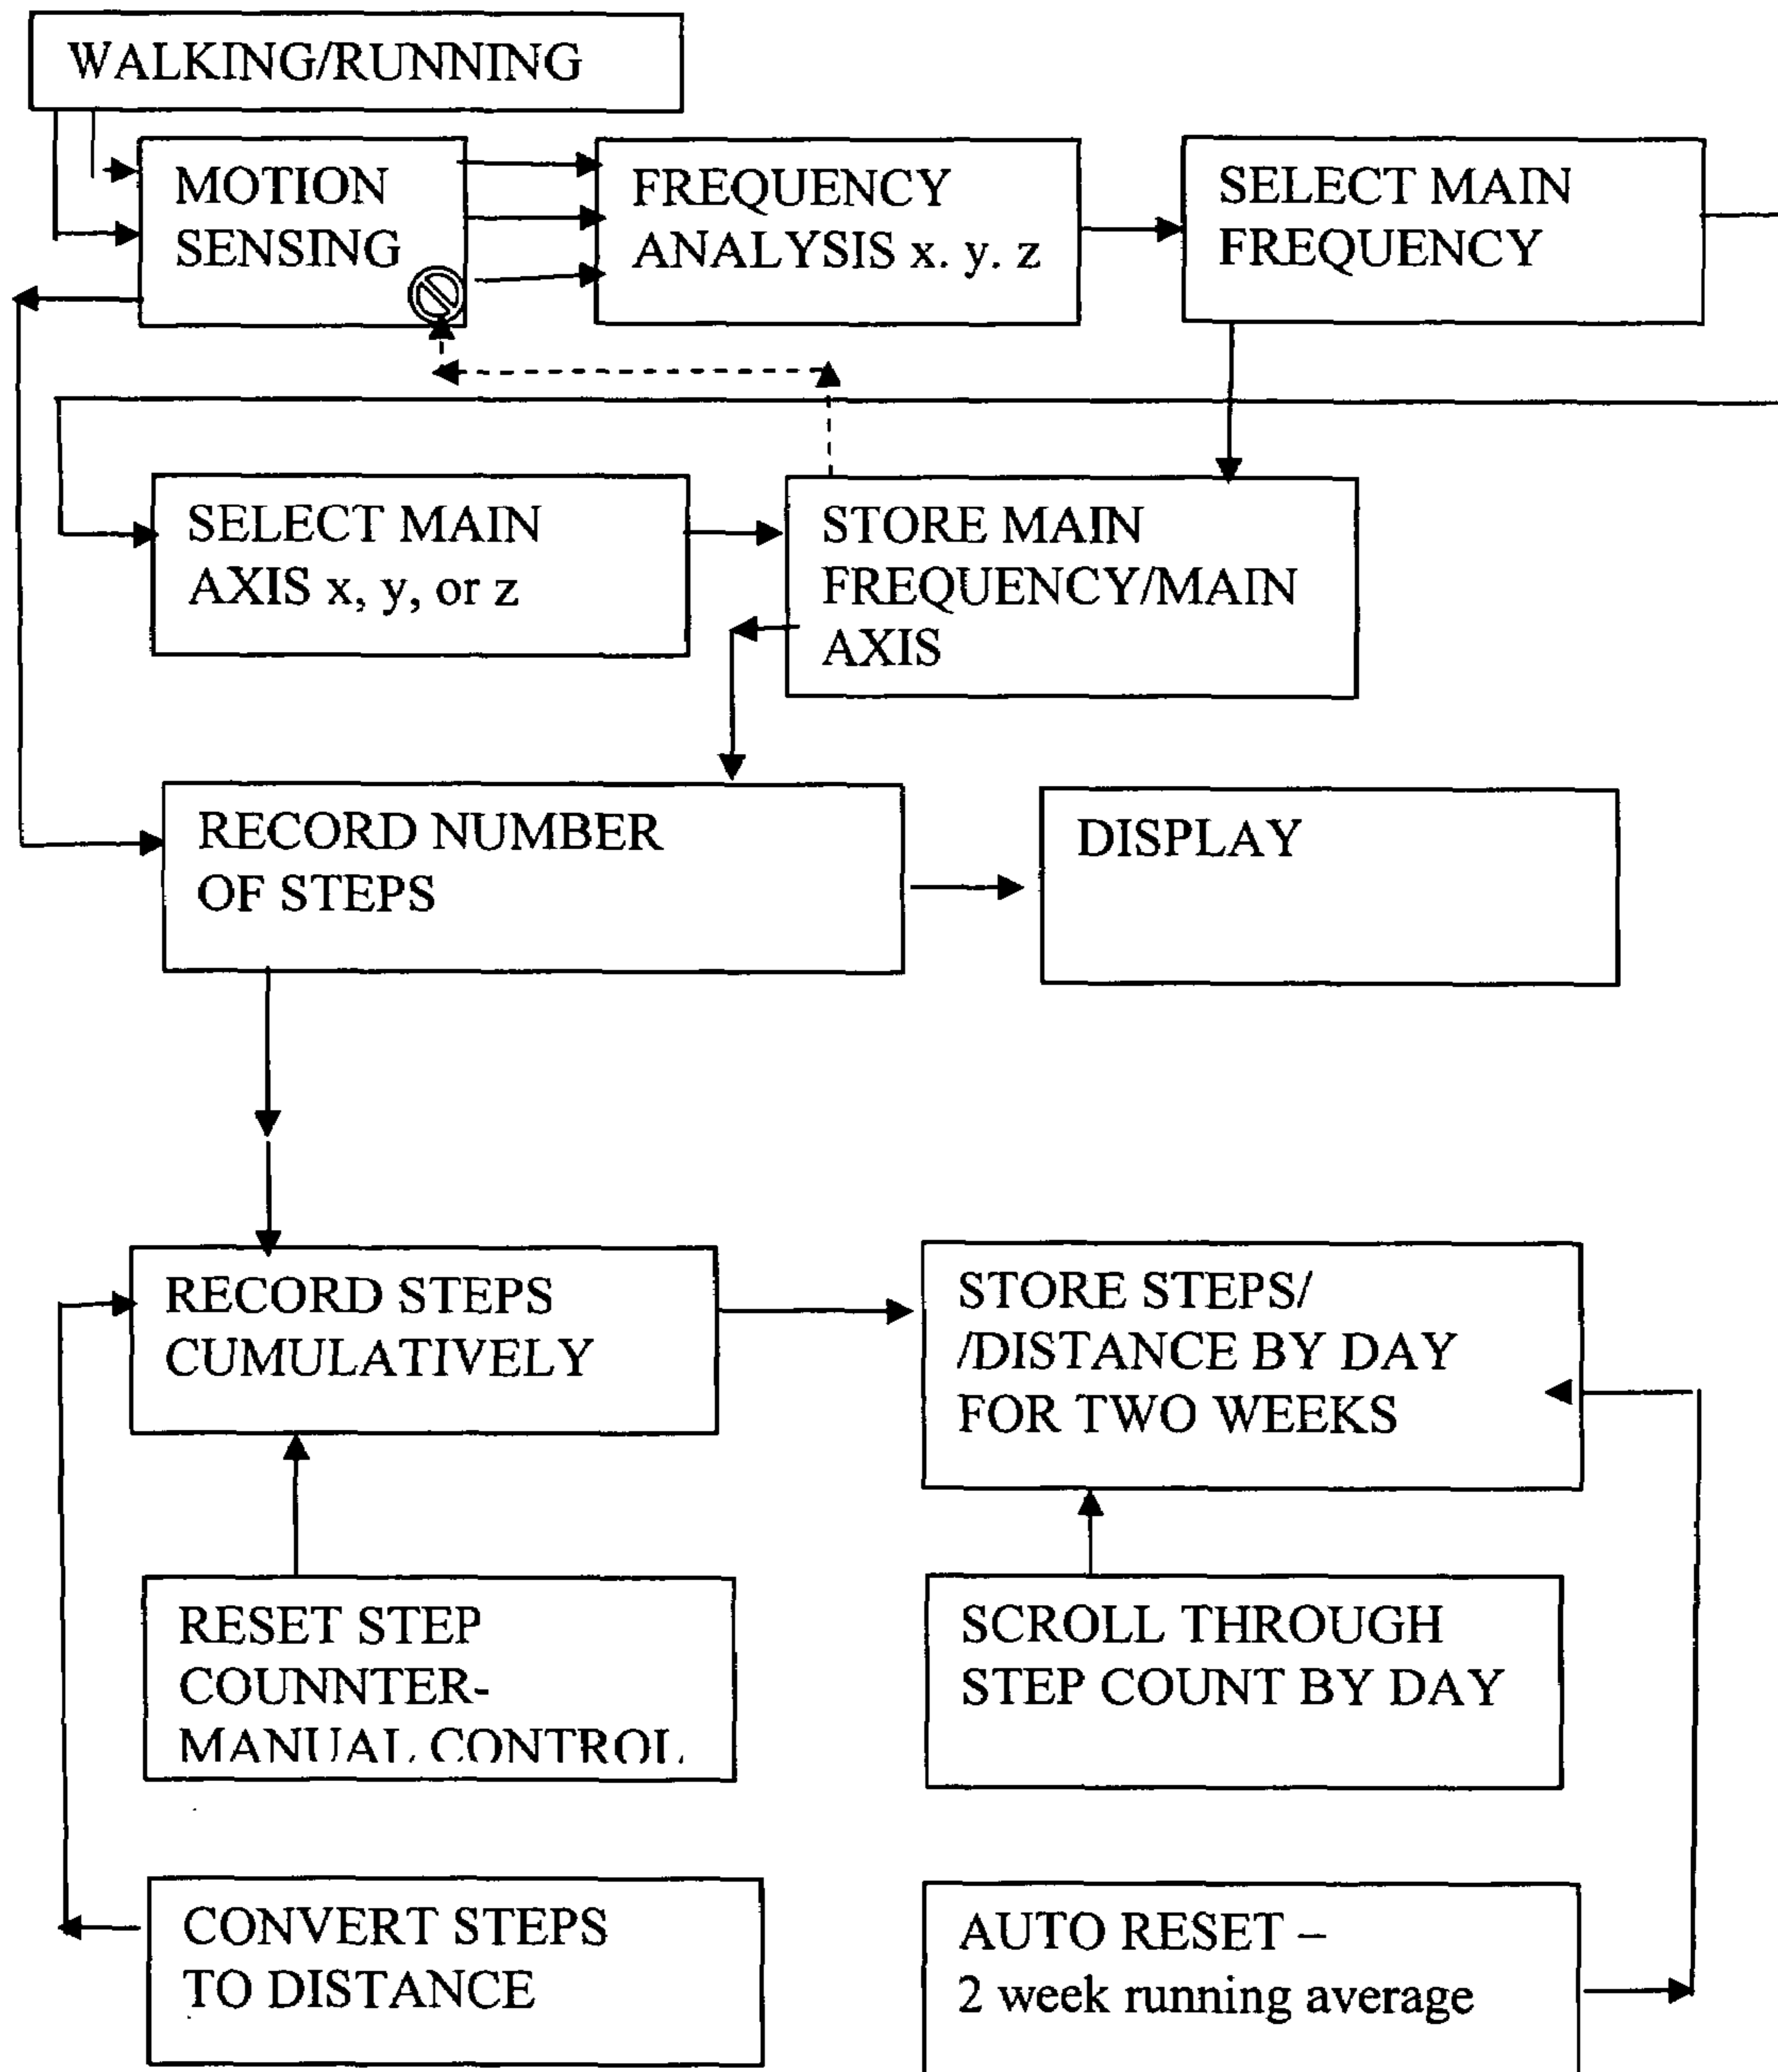 WALKING/RUNNING
MOTION
SENSING
FREQUENCY
ANALYSIS x. y. z
SELECT MAIN
FREQUENCY
SELECT MAIN
AXIS x, y, or z
STORE MAIN
FREQUENCY/MAIN
AXIS
RECORD NUMBER
OF STEPS
DISPLAY
RECORD STEPS
CUMULATIVELY
STORE STEPS/
/DISTANCE BY DAY
FOR TWO WEEKS
RESET STEP
COUNNTER-
MANUAL CONTROL
SCROLL THROUGH
STEP COUNT BY DAY
CONVERT STEPS
TO DISTANCE
AUTO RESET –
2 week running average